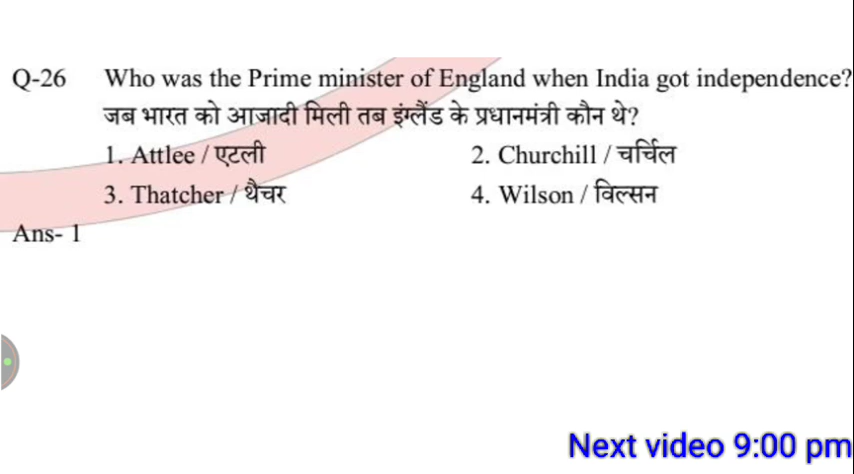 Q-26 Who was the Prime minister of England when India got independence?
जब भारत को आजादी मिली तब इंग्लैंड के प्रधानमंत्री कौन थे?
1. Attlee / एटली 2. Churchill / चर्चिल
3. Thatcher / थैचर 4. Wilson / विल्सन
Ans- 1
Next video 9:00 pm